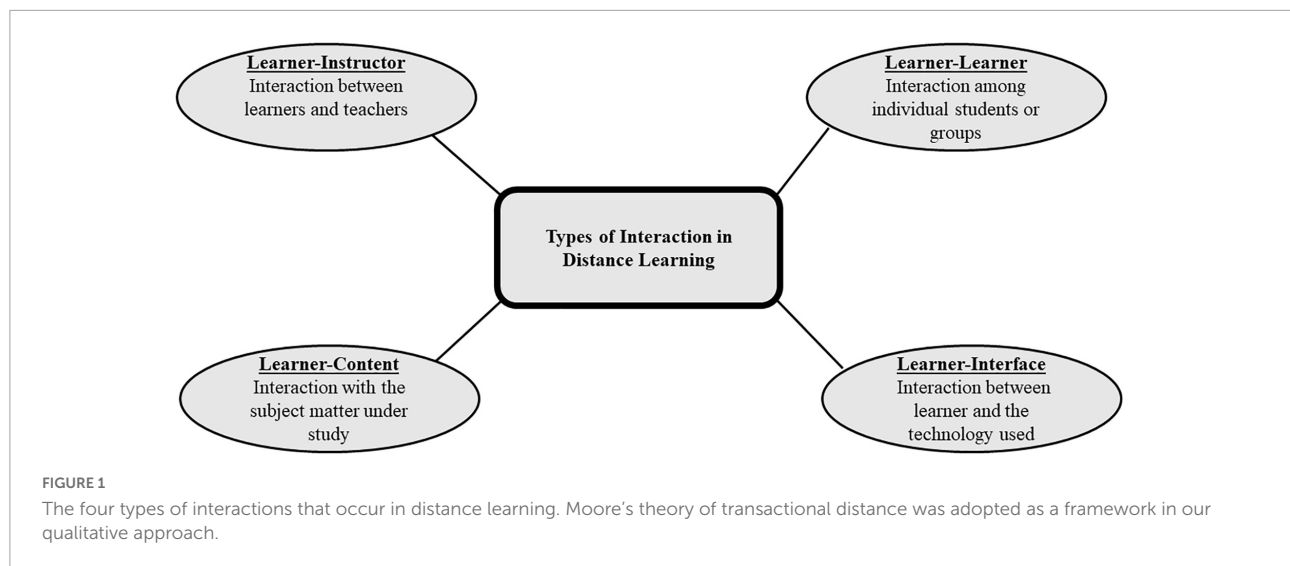 Learner-Instructor
Interaction between
learners and teachers
Learner-Learner
Interaction among
individual students or
groups
Types of Interaction in
Distance Learning
Learner-Content
Interaction with the
subject matter under
study
Learner-Interface
Interaction between
learner and the
technology used
FIGURE 1
The four types of interactions that occur in distance learning. Moore’s theory of transactional distance was adopted as a framework in our
qualitative approach.